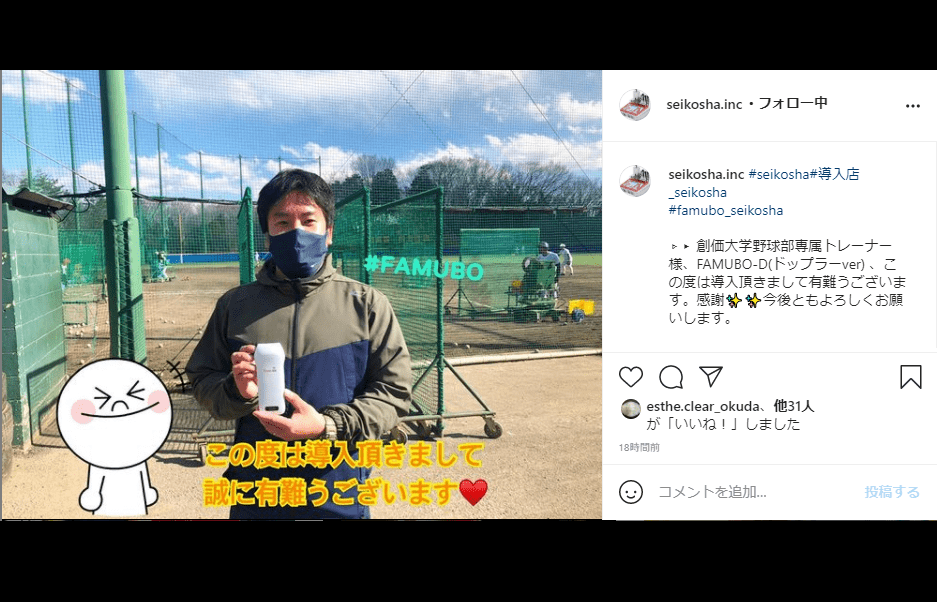 #FAMUBO
この度は導入頂きまして
誠に有難うございます❤️
seikosha.inc・フォロー中
seikosha.inc #seikosha#導入店
_seikosha
#famubo_seikosha
▹ ▸ 創価大学野球部専属トレーナー
様、FAMUBO-D(ドップラーver) 、こ
の度は導入頂きまして有難うございま
す。感謝✨✨今後ともよろしくお願
いします。
esthe.clear_okuda、他31人
が「いいね！」しました
18時間前
コメントを追加... 投稿する